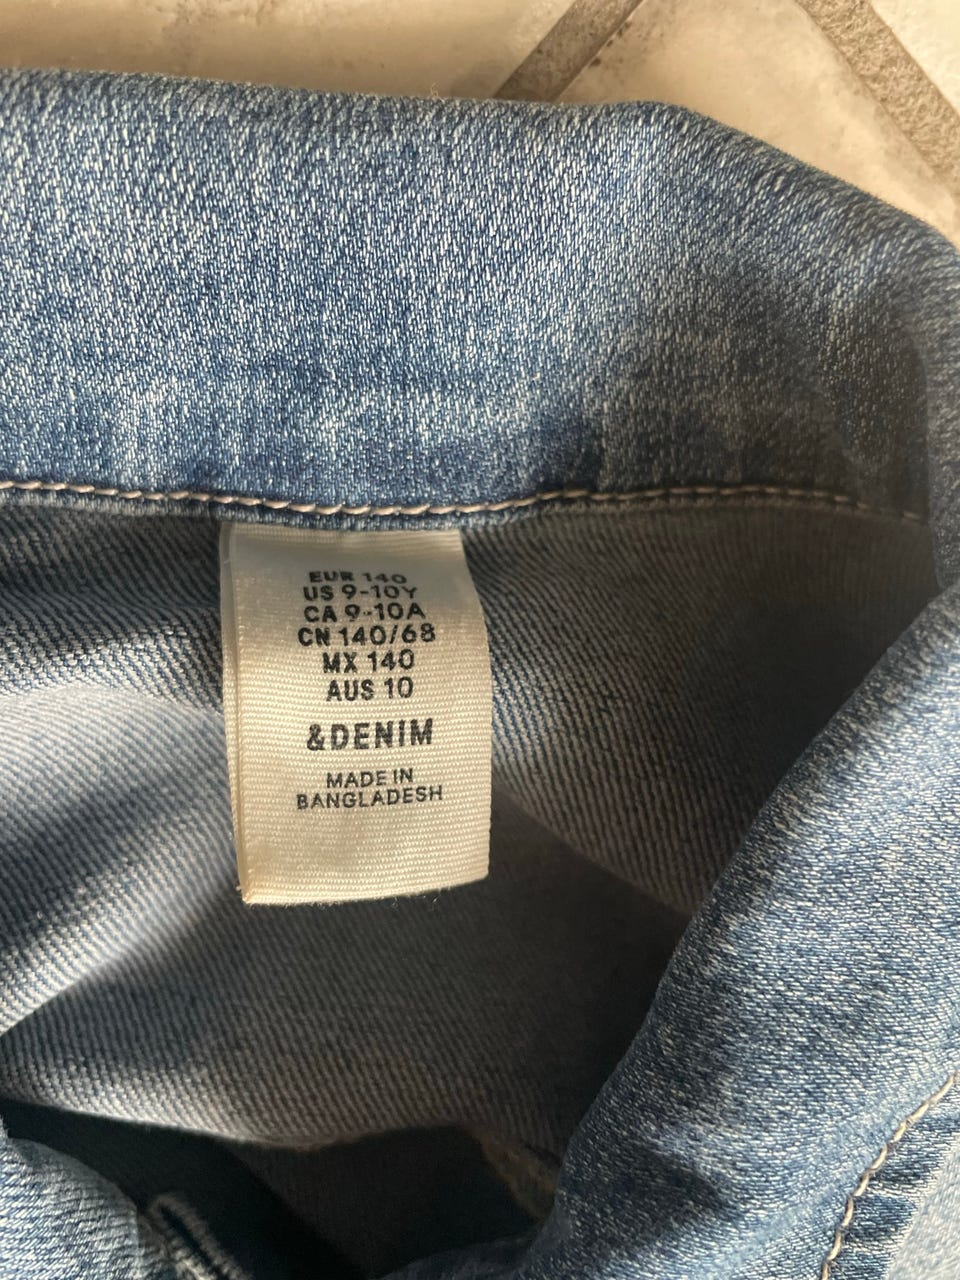 EUR 140
US 9-10Y
CA 9-10A
CN 140/68
MX 140
AUS 10
&DENIM
MADE IN
BANGLADESH